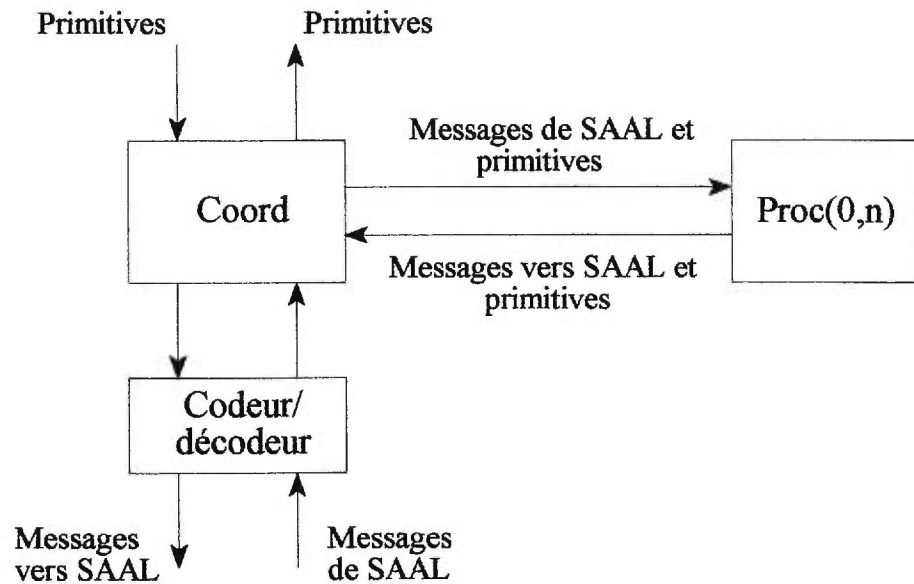 Primitives
Primitives
Messages de SAAL et
primitives
Coord
Proc(0,n)
Messages vers SAAL et
primitives
Codeur/
décodeur
Messages
vers SAAL
Messages
de SAAL